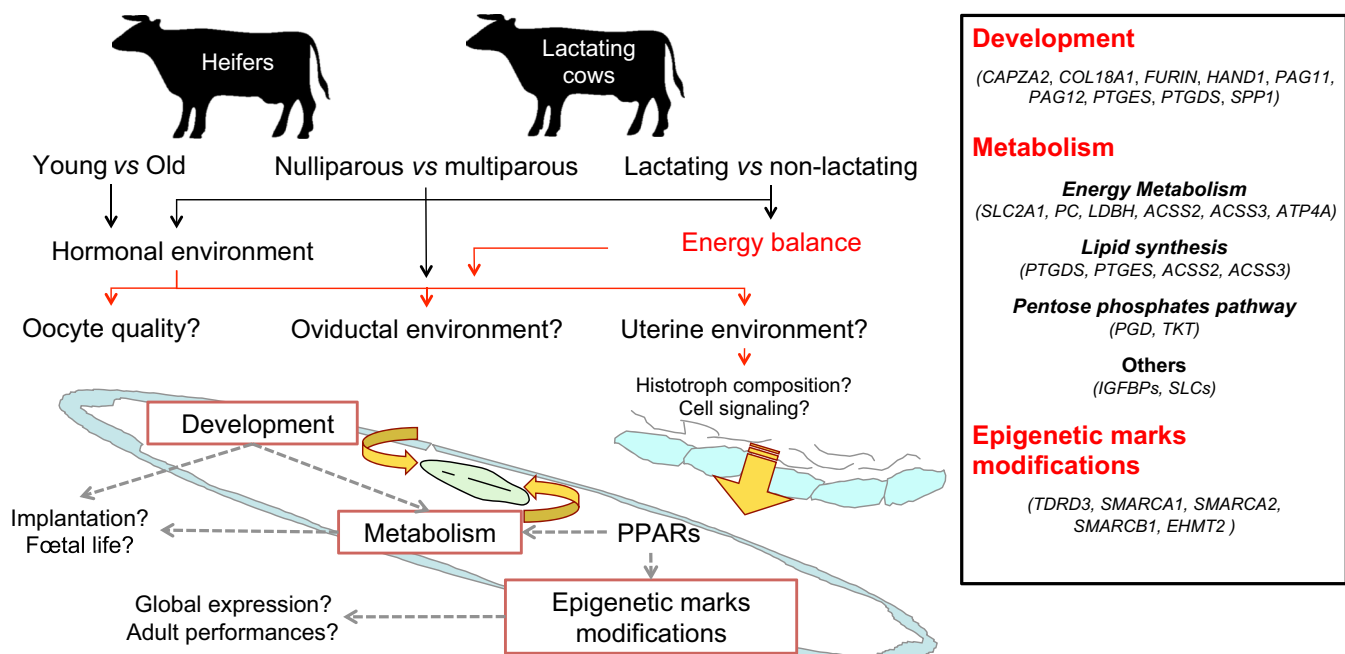 Heifers
Lactating
cows
Young vs Old
Nulliparous vs multiparous
Lactating vs non-lactating
Hormonal environment
Energy balance
Oocyte quality?
Oviductal environment?
Uterine environment?
Histotroph composition?
Cell signaling?
Development
Implantation?
Fœtal life?
Metabolism
PPARs
Global expression?
Adult performances?
Epigenetic marks
modifications
Development
(CAPZA2, COL18A1, FURIN, HAND1, PAG11,
PAG12, PTGES, PTGDS, SPP1)
Metabolism
Energy Metabolism
(SLC2A1, PC, LDBH, ACSS2, ACSS3, ATP4A)
Lipid synthesis
(PTGDS, PTGES, ACSS2, ACSS3)
Pentose phosphates pathway
(PGD, TKT)
Others
(IGFBPs, SLCs)
Epigenetic marks
modifications
(TDRD3, SMARCA1, SMARCA2,
SMARCB1, EHMT2 )